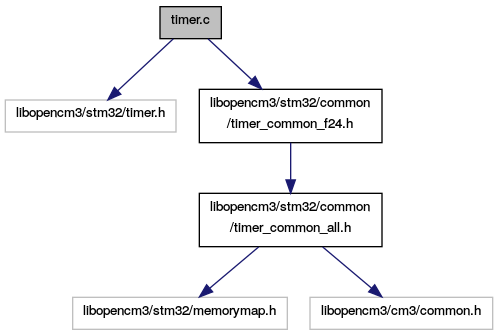 timer.c
libopencm3/stm32/timer.h
libopencm3/stm32/common
/timer_common_f24.h
libopencm3/stm32/common
/timer_common_all.h
libopencm3/stm32/memorymap.h
libopencm3/cm3/common.h